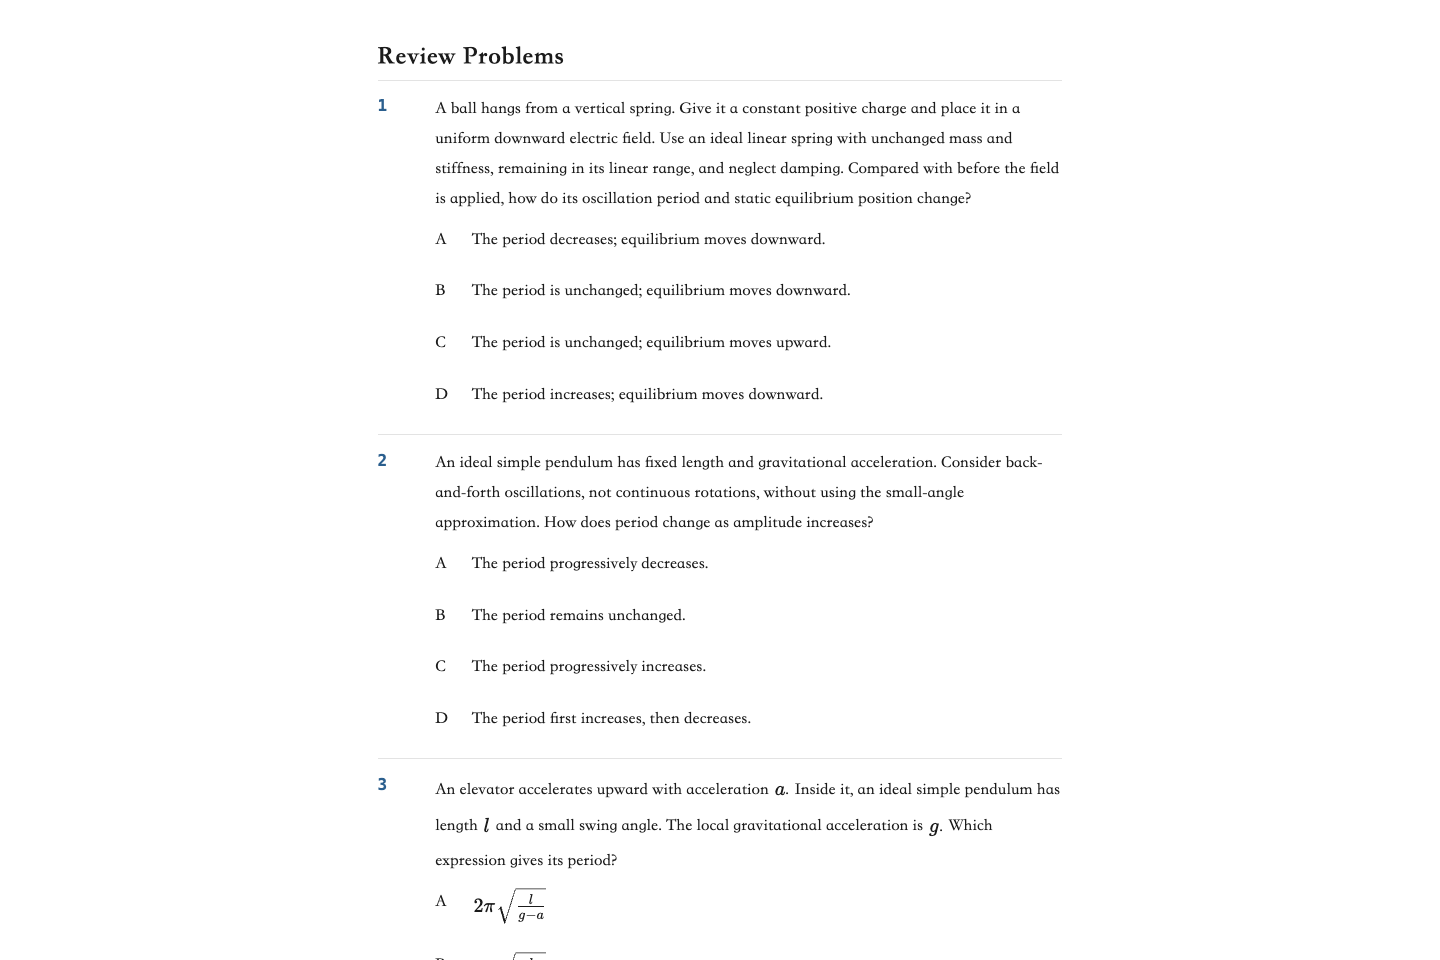 Review Problems
1
A ball hangs from a vertical spring. Give it a constant positive charge and place it in a
uniform downward electric field. Use an ideal linear spring with unchanged mass and
stiffness, remaining in its linear range, and neglect damping. Compared with before the field
is applied, how do its oscillation period and static equilibrium position change?
A The period decreases; equilibrium moves downward.
B The period is unchanged; equilibrium moves downward.
C The period is unchanged; equilibrium moves upward.
D The period increases; equilibrium moves downward.
2
An ideal simple pendulum has fixed length and gravitational acceleration. Consider back-
and-forth oscillations, not continuous rotations, without using the small-angle
approximation. How does period change as amplitude increases?
A The period progressively decreases.
B The period remains unchanged.
C The period progressively increases.
D The period first increases, then decreases.
3
An elevator accelerates upward with acceleration a. Inside it, an ideal simple pendulum has
length l and a small swing angle. The local gravitational acceleration is g. Which
expression gives its period?
A 2π√(l/(g−a))